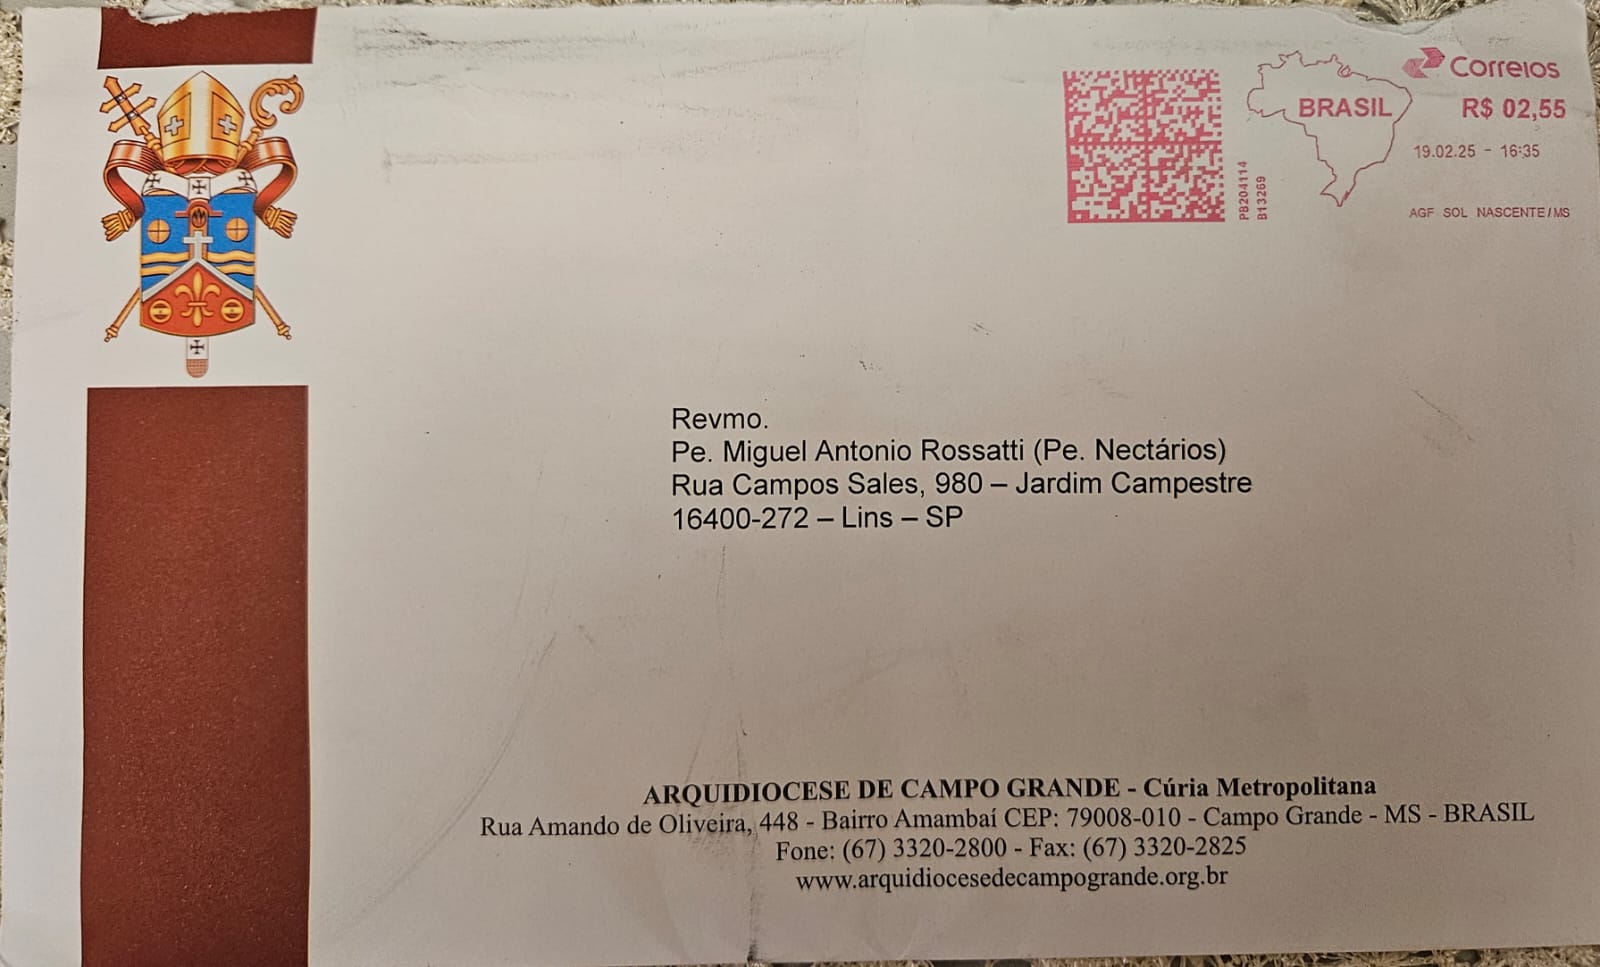 Correios
BRASIL
R$ 02,55
19.02.25 - 16:35
PB204114
B13269
AGF SOL NASCENTE/MS
Revmo.
Pe. Miguel Antonio Rossatti (Pe. Nectários)
Rua Campos Sales, 980 – Jardim Campestre
16400-272 – Lins – SP
ARQUIDIOCESE DE CAMPO GRANDE - Cúria Metropolitana
Rua Amando de Oliveira, 448 - Bairro Amambaí CEP: 79008-010 - Campo Grande - MS - BRASIL
Fone: (67) 3320-2800 - Fax: (67) 3320-2825
www.arquidiocesedecampogrande.org.br